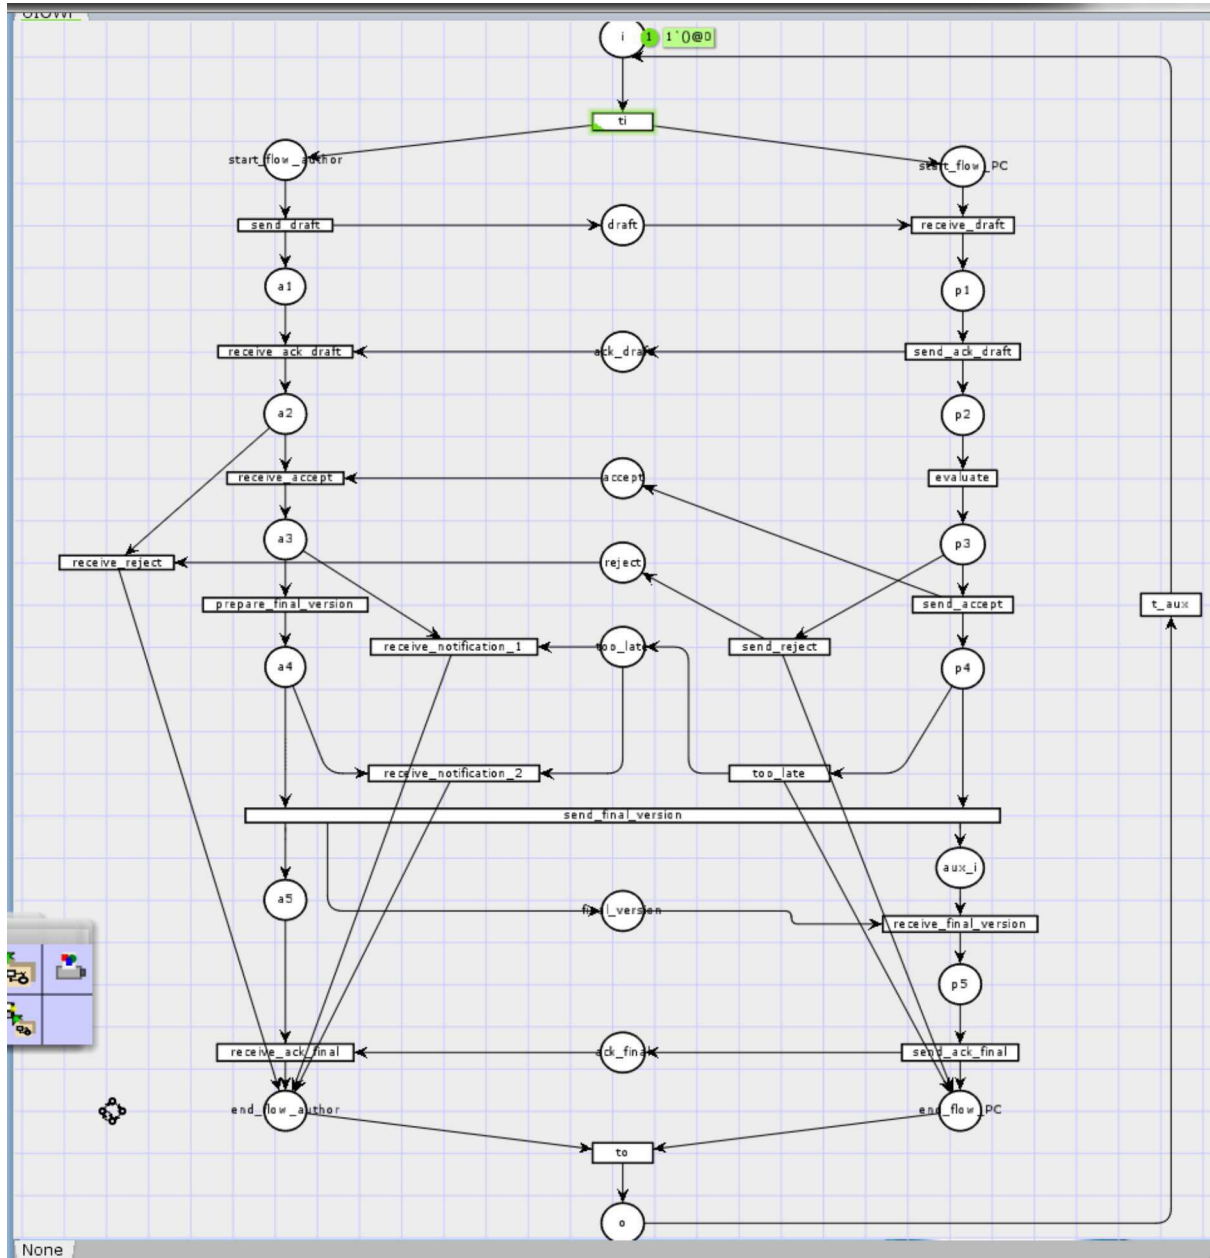 i 1 1`()@0
ti
start_flow_author
start_flow_PC
send_draft
draft
receive_draft
a1
p1
receive_ack_draft
ack_draft
send_ack_draft
a2
p2
receive_accept
accept
evaluate
a3
p3
receive_reject
reject
prepare_final_version
send_accept
t_aux
receive_notification_1
too_late
send_reject
a4
p4
receive_notification_2
too_late
send_final_version
aux_i
a5
final_version
receive_final_version
p5
receive_ack_final
ack_final
send_ack_final
end_flow_author
end_flow_PC
to
o
None